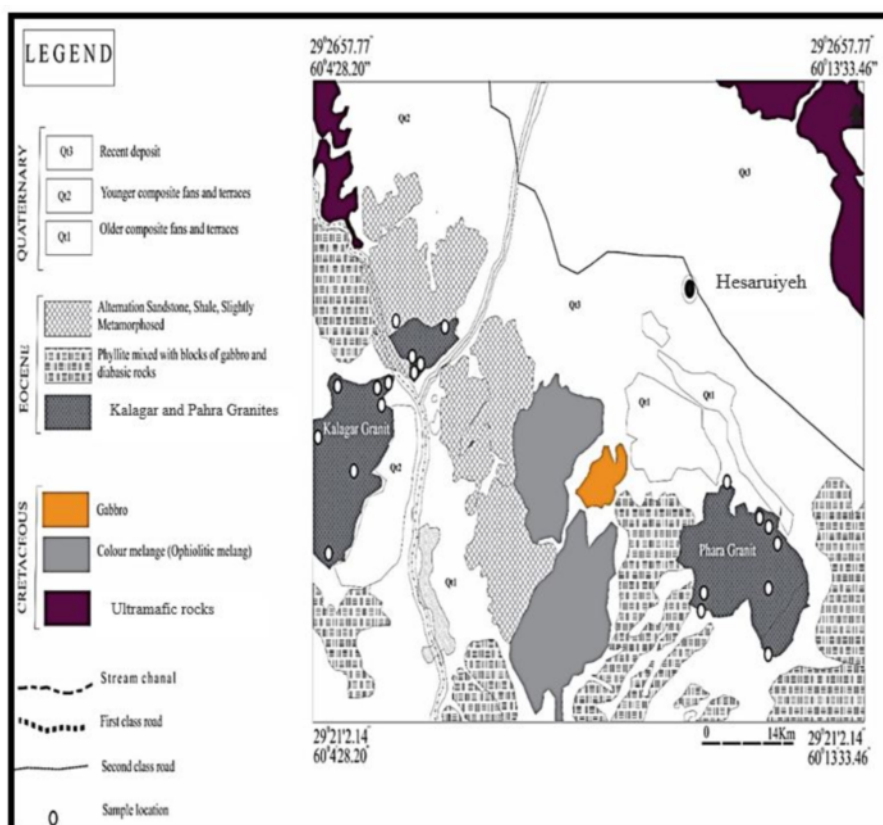 LEGEND
QUATERNARY
Qt3 Recent deposit
Qt2 Younger composite fans and terraces
Qt1 Older composite fans and terraces
EOCENE
Alternation Sandstone, Shale, Slightly
Metamorphosed
Phyllite mixed with blocks of gabbro and
diabasic rocks
Kalagar and Pahra Granites
CRETACEOUS
Gabbro
Colour melange (Ophiolitic melang)
Ultramafic rocks
Stream chanal
First class road
Second class road
Sample location
29°26'57.77"
60°4'28.20"
29°26'57.77"
60°13'33.46"
Qt2
Qt3
Hesaruiyeh
Qt3
Qt1
Qt1
Kalagar Granit
Qt2
Phara Granit
Qt1
29°21'2.14"
60°4'28.20"
0 14Km
29°21'2.14"
60°13'33.46"